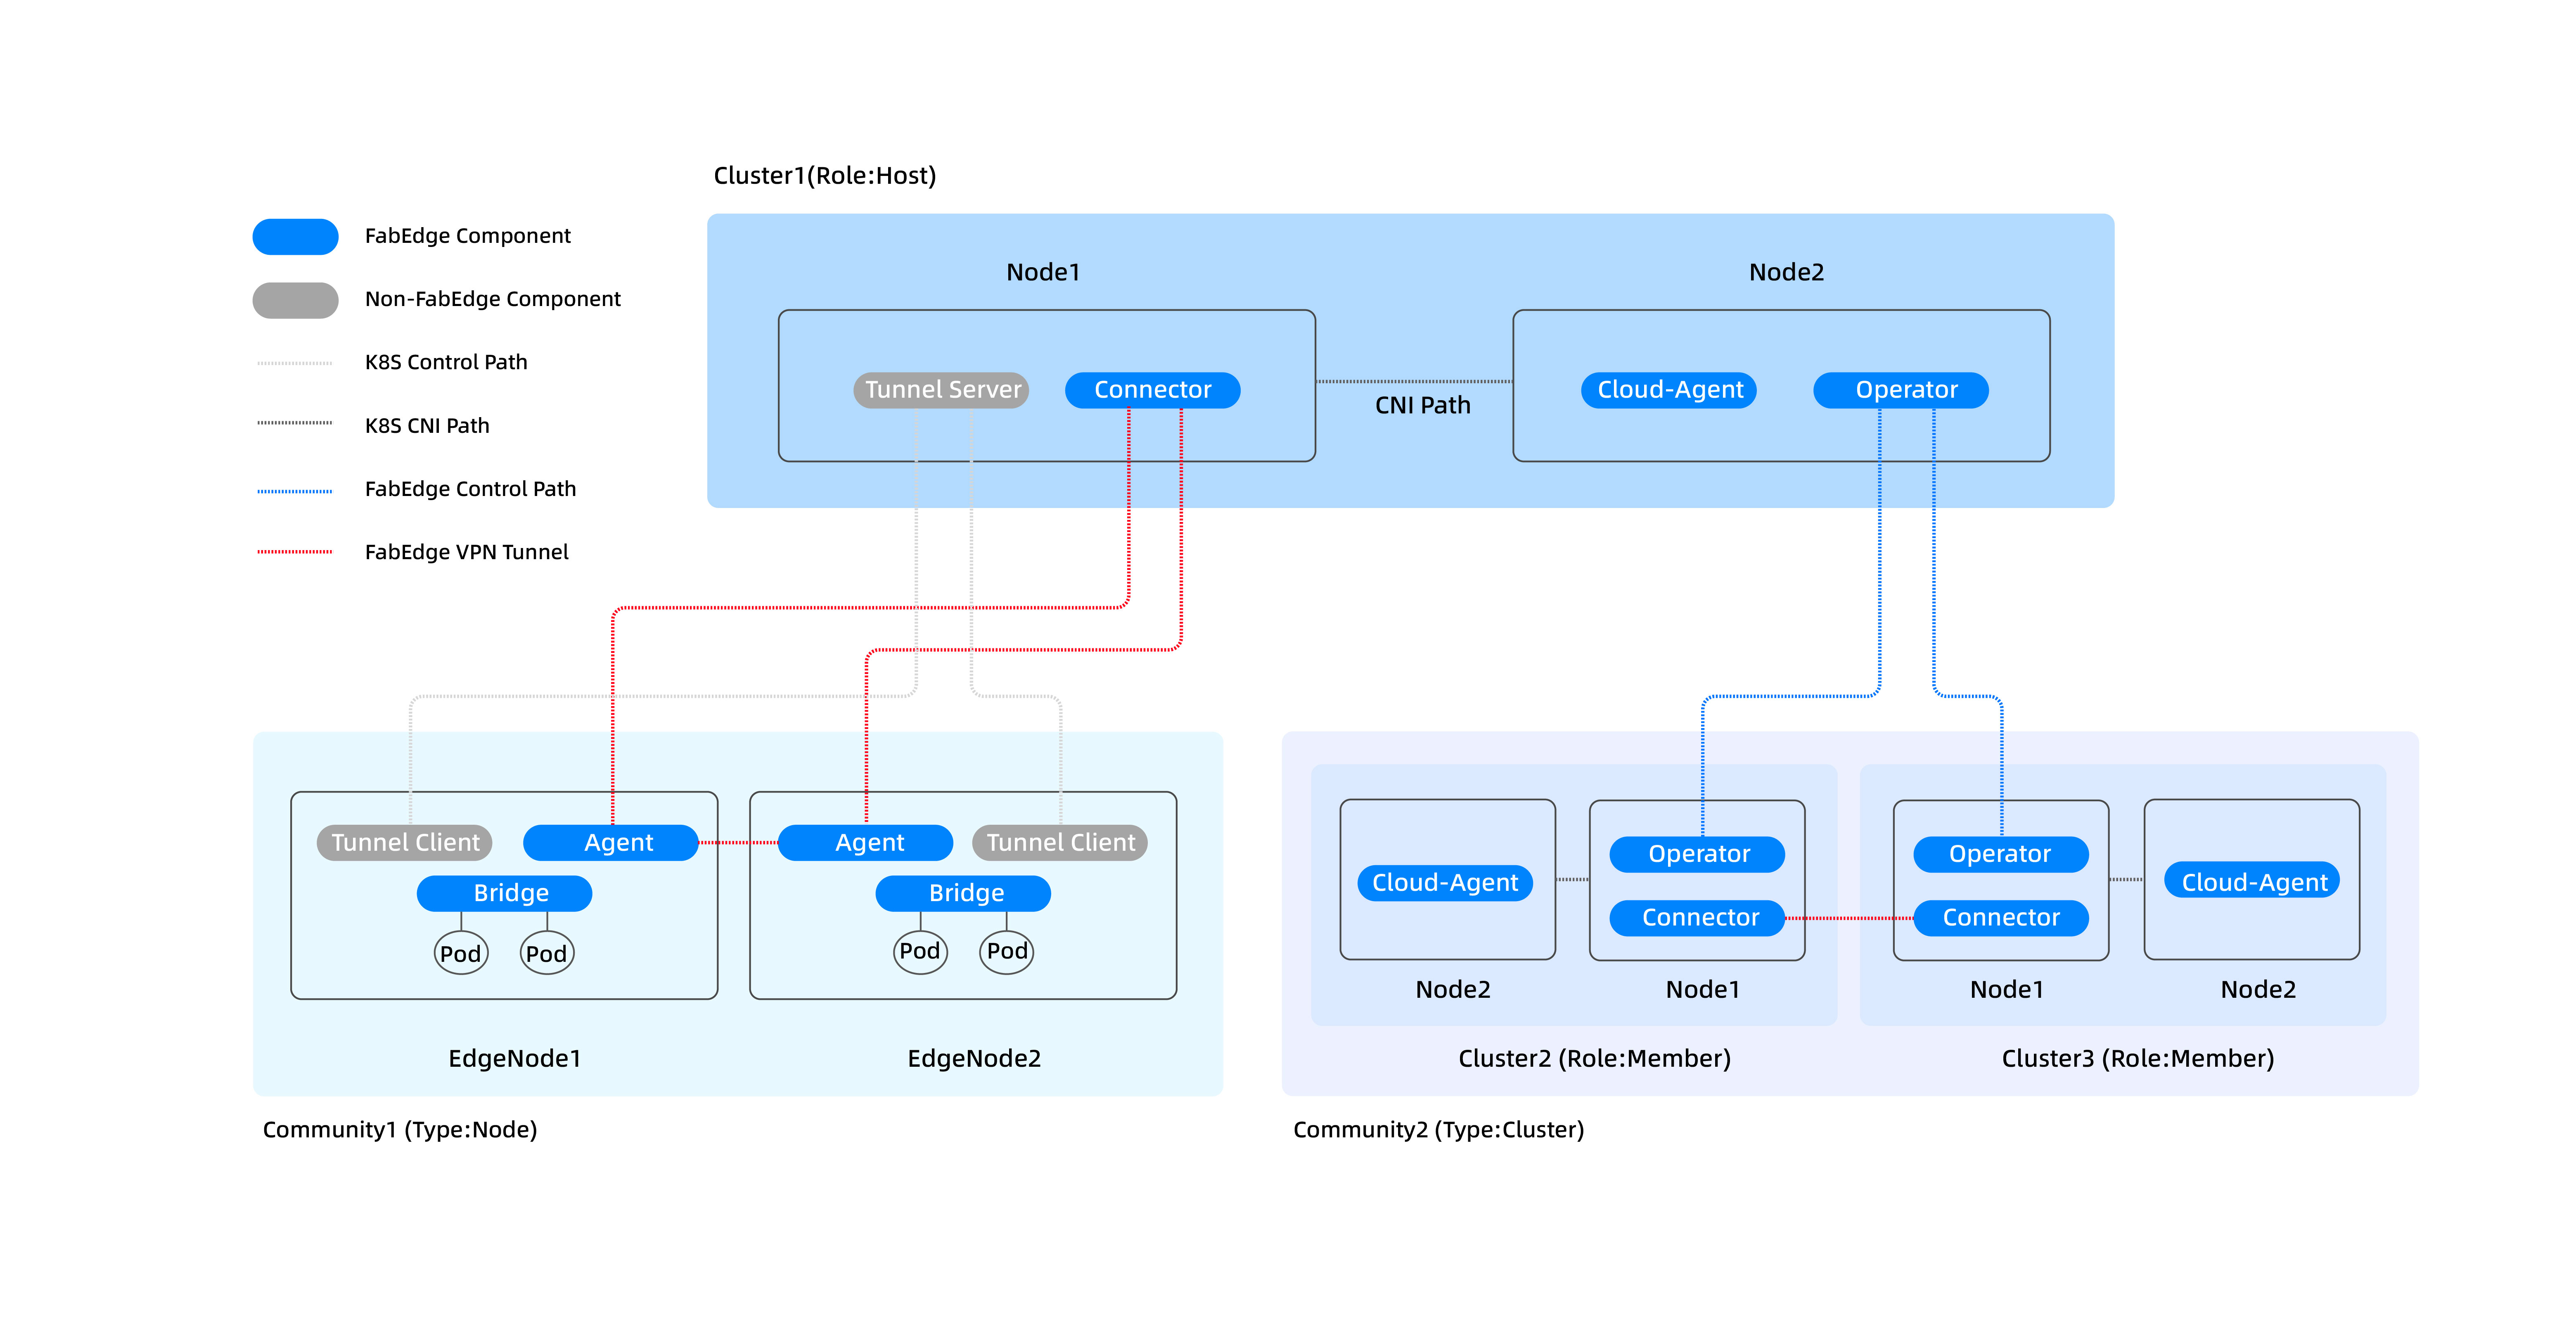 Cluster1(Role:Host)
FabEdge Component
Non-FabEdge Component
K8S Control Path
K8S CNI Path
FabEdge Control Path
FabEdge VPN Tunnel
Node1
Node2
Tunnel Server
Connector
CNI Path
Cloud-Agent
Operator
Tunnel Client
Agent
Bridge
Pod
Pod
EdgeNode1
Agent
Tunnel Client
Bridge
Pod
Pod
EdgeNode2
Community1 (Type:Node)
Cloud-Agent
Node2
Operator
Connector
Node1
Cluster2 (Role:Member)
Operator
Connector
Node1
Cloud-Agent
Node2
Cluster3 (Role:Member)
Community2 (Type:Cluster)